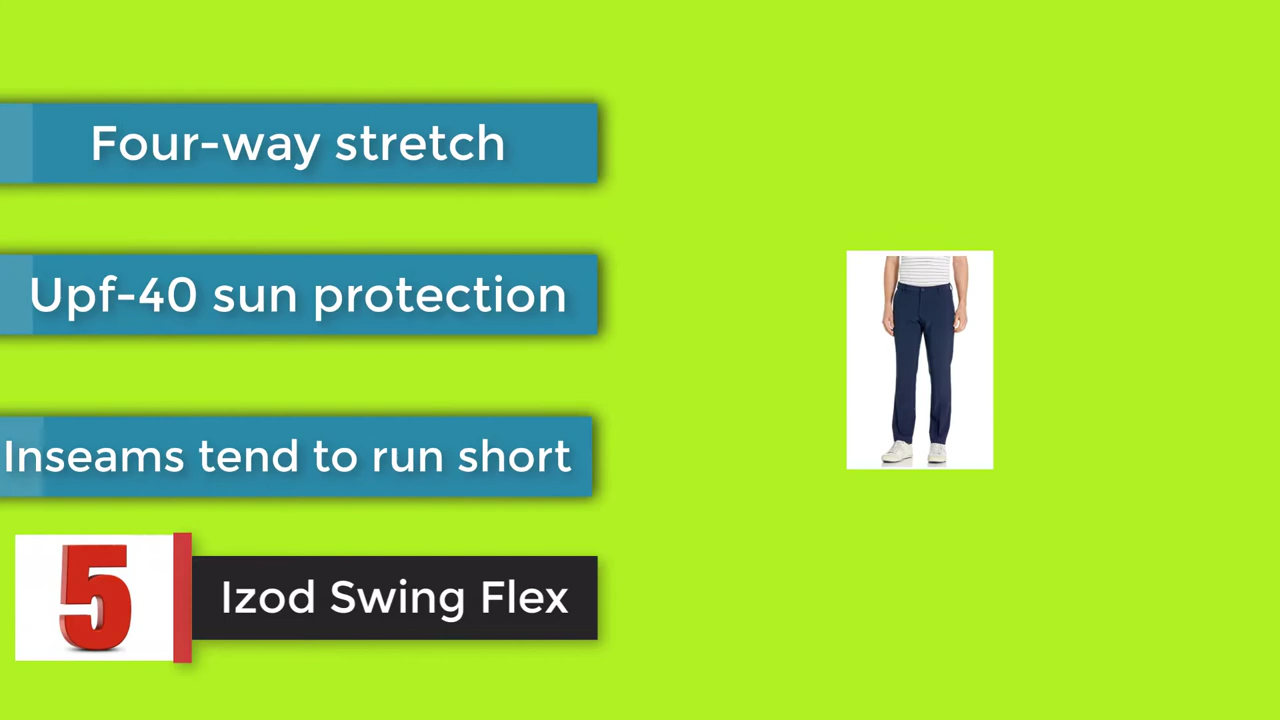 Four-way stretch
Upf-40 sun protection
Inseams tend to run short
5
Izod Swing Flex